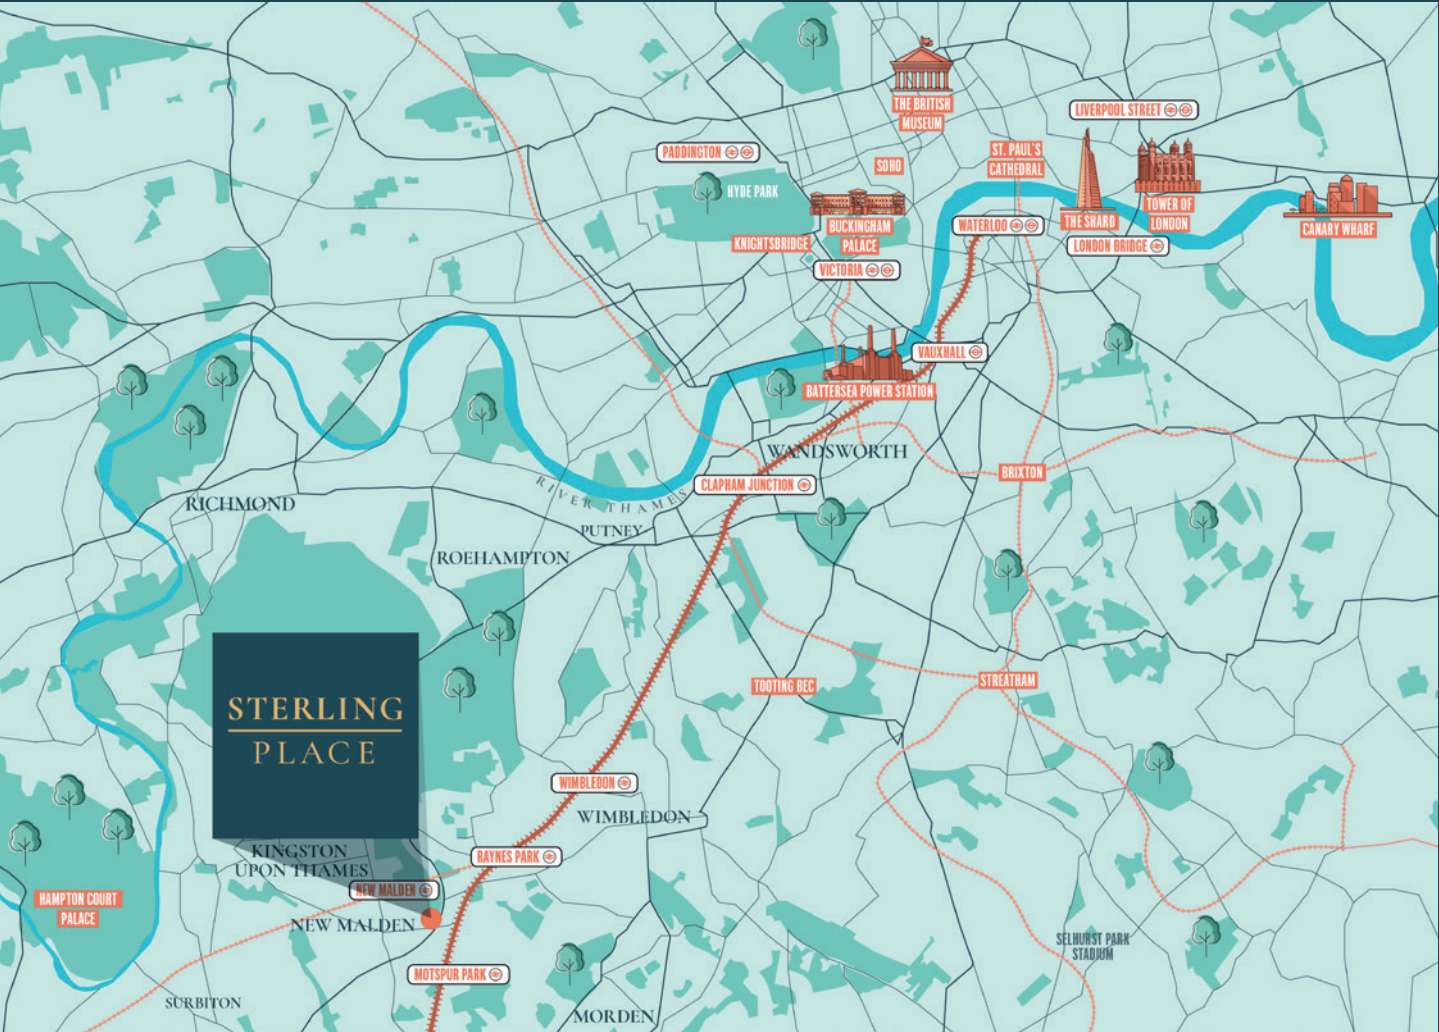 THE BRITISH
MUSEUM
LIVERPOOL STREET
PADDINGTON
SOHO
ST. PAUL'S
CATHEDRAL
HYDE PARK
BUCKINGHAM
PALACE
KNIGHTSBRIDGE
VICTORIA
WATERLOO
THE SHARD
TOWER OF
LONDON
LONDON BRIDGE
CANARY WHARF
VAUXHALL
BATTERSEA POWER STATION
WANDSWORTH
BRIXTON
CLAPHAM JUNCTION
RIVER THAMES
RICHMOND
PUTNEY
ROEHAMPTON
STREATHAM
TOOTING BEC
STERLING
PLACE
WIMBLEDON
WIMBLEDON
KINGSTON
UPON THAMES
RAYNES PARK
NEW MALDEN
NEW MALDEN
HAMPTON COURT
PALACE
SELHURST PARK
STADIUM
MOTSPUR PARK
SURBITON
MORDEN